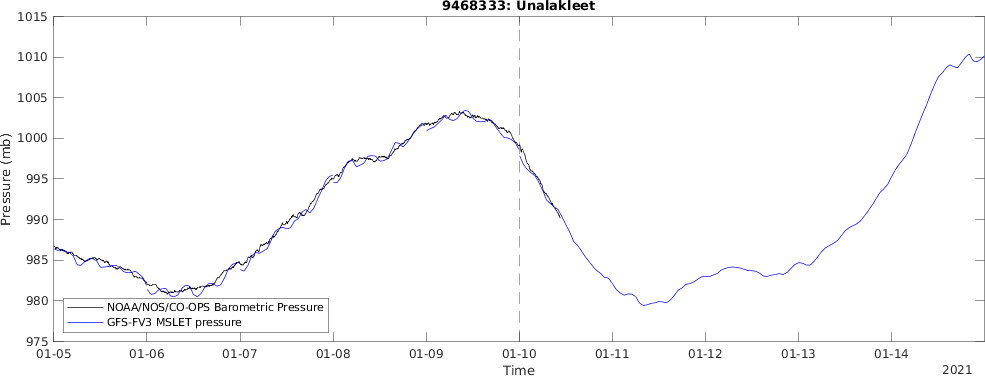 9468333: Unalakleet
Pressure (mb)
1015
1010
1005
1000
995
990
985
980
975
NOAA/NOS/CO-OPS Barometric Pressure
GFS-FV3 MSLET pressure
01-05 01-06 01-07 01-08 01-09 01-10 01-11 01-12 01-13 01-14
Time
2021